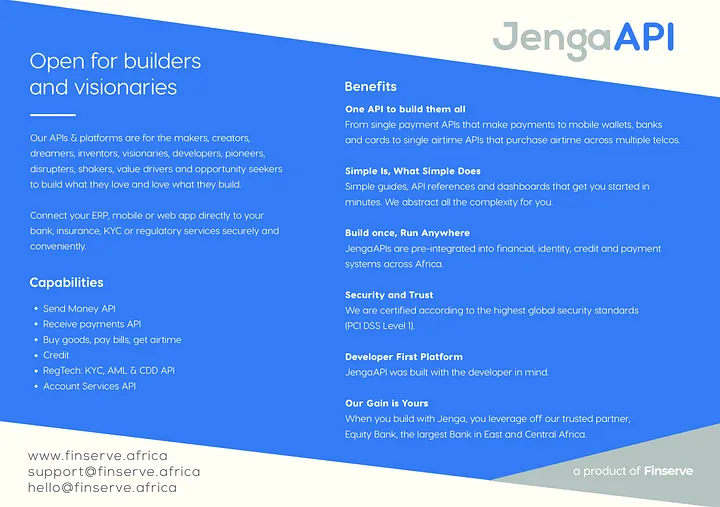 JengaAPI
Open for builders
and visionaries
Our APIs & platforms are for the makers, creators,
dreamers, inventors, visionaries, developers, pioneers,
disrupters, shakers, value drivers and opportunity seekers
to build what they love and love what they build.
Connect your ERP, mobile or web app directly to your
bank, insurance, KYC or regulatory services securely and
conveniently.
Capabilities
• Send Money API
• Receive payments API
• Buy goods, pay bills, get airtime
• Credit
• RegTech: KYC, AML & CDD API
• Account Services API
Benefits
One API to build them all
From single payment APIs that make payments to mobile wallets, banks
and cards to single airtime APIs that purchase airtime across multiple telcos.
Simple Is, What Simple Does
Simple guides, API references and dashboards that get you started in
minutes. We abstract all the complexity for you.
Build once, Run Anywhere
JengaAPIs are pre-integrated into financial, identity, credit and payment
systems across Africa.
Security and Trust
We are certified according to the highest global security standards
(PCI DSS Level 1).
Developer First Platform
JengaAPI was built with the developer in mind.
Our Gain is Yours
When you build with Jenga, you leverage off our trusted partner,
Equity Bank, the largest Bank in East and Central Africa.
www.finserve.africa
support@finserve.africa
hello@finserve.africa
a product of Finserve